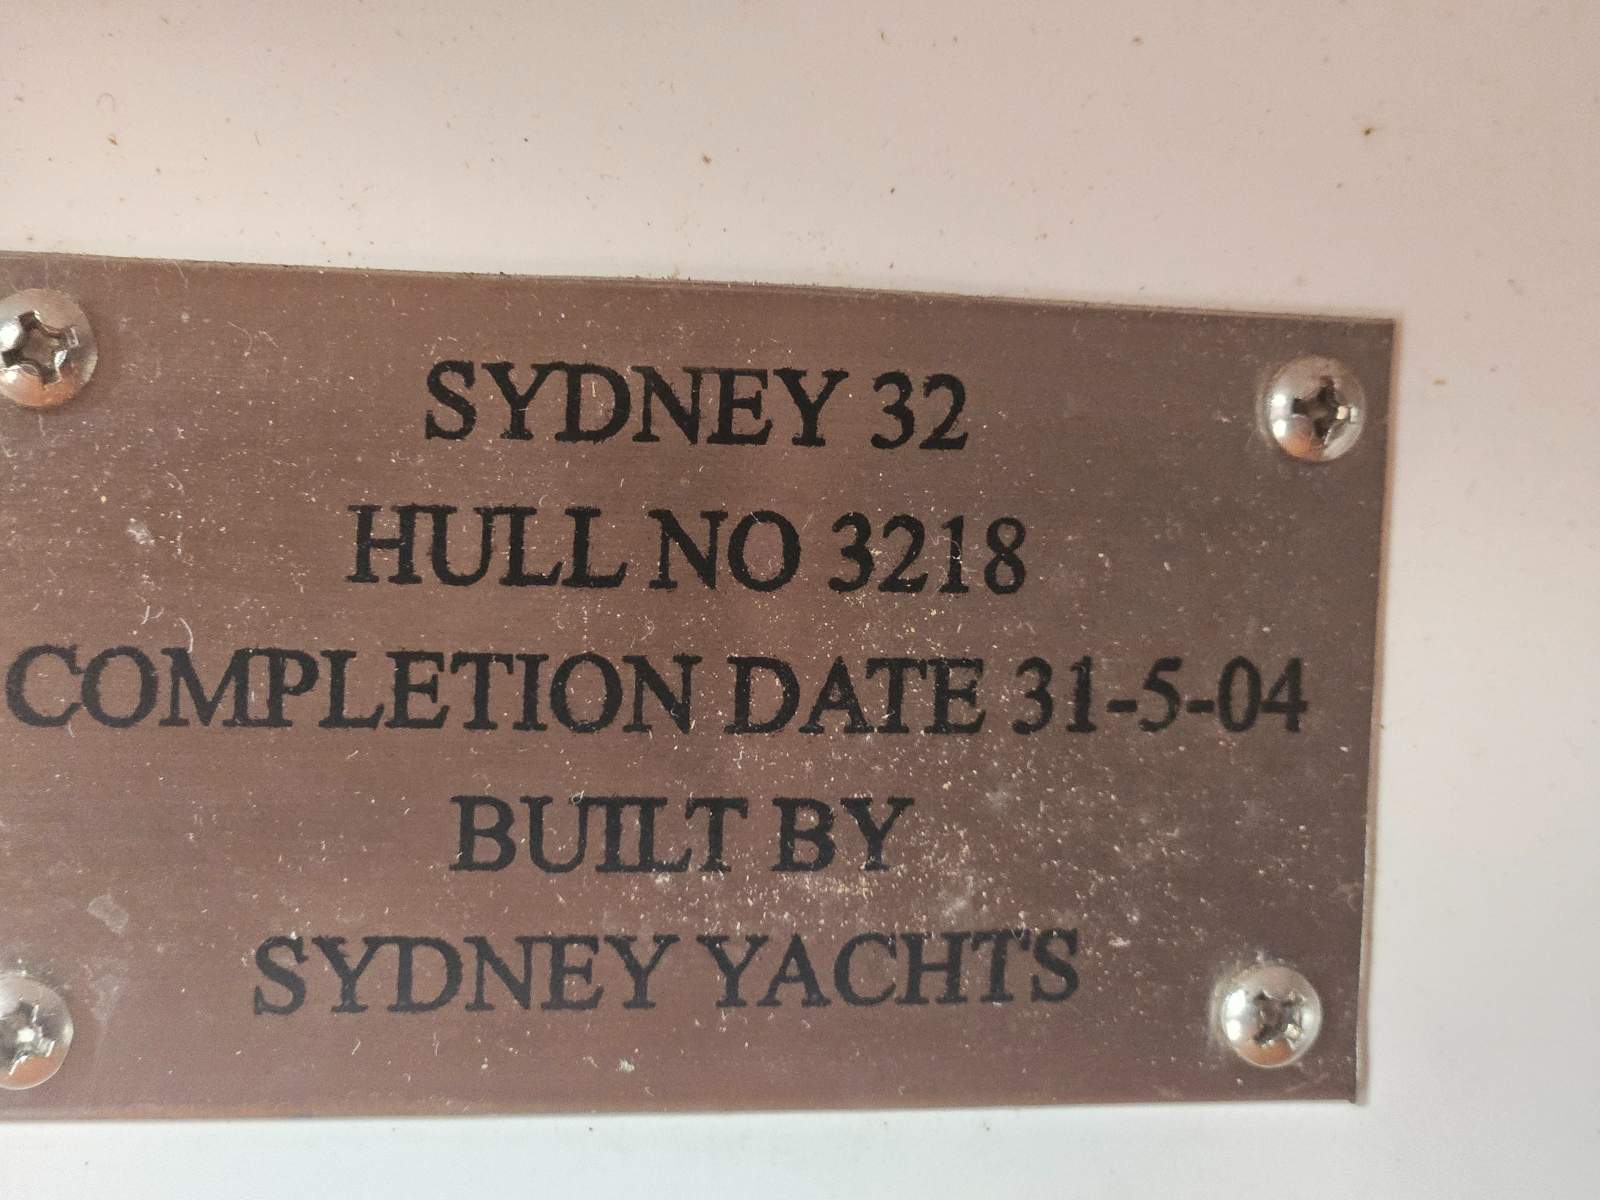 SYDNEY 32
HULL NO 3218
COMPLETION DATE 31-5-04
BUILT BY
SYDNEY YACHTS